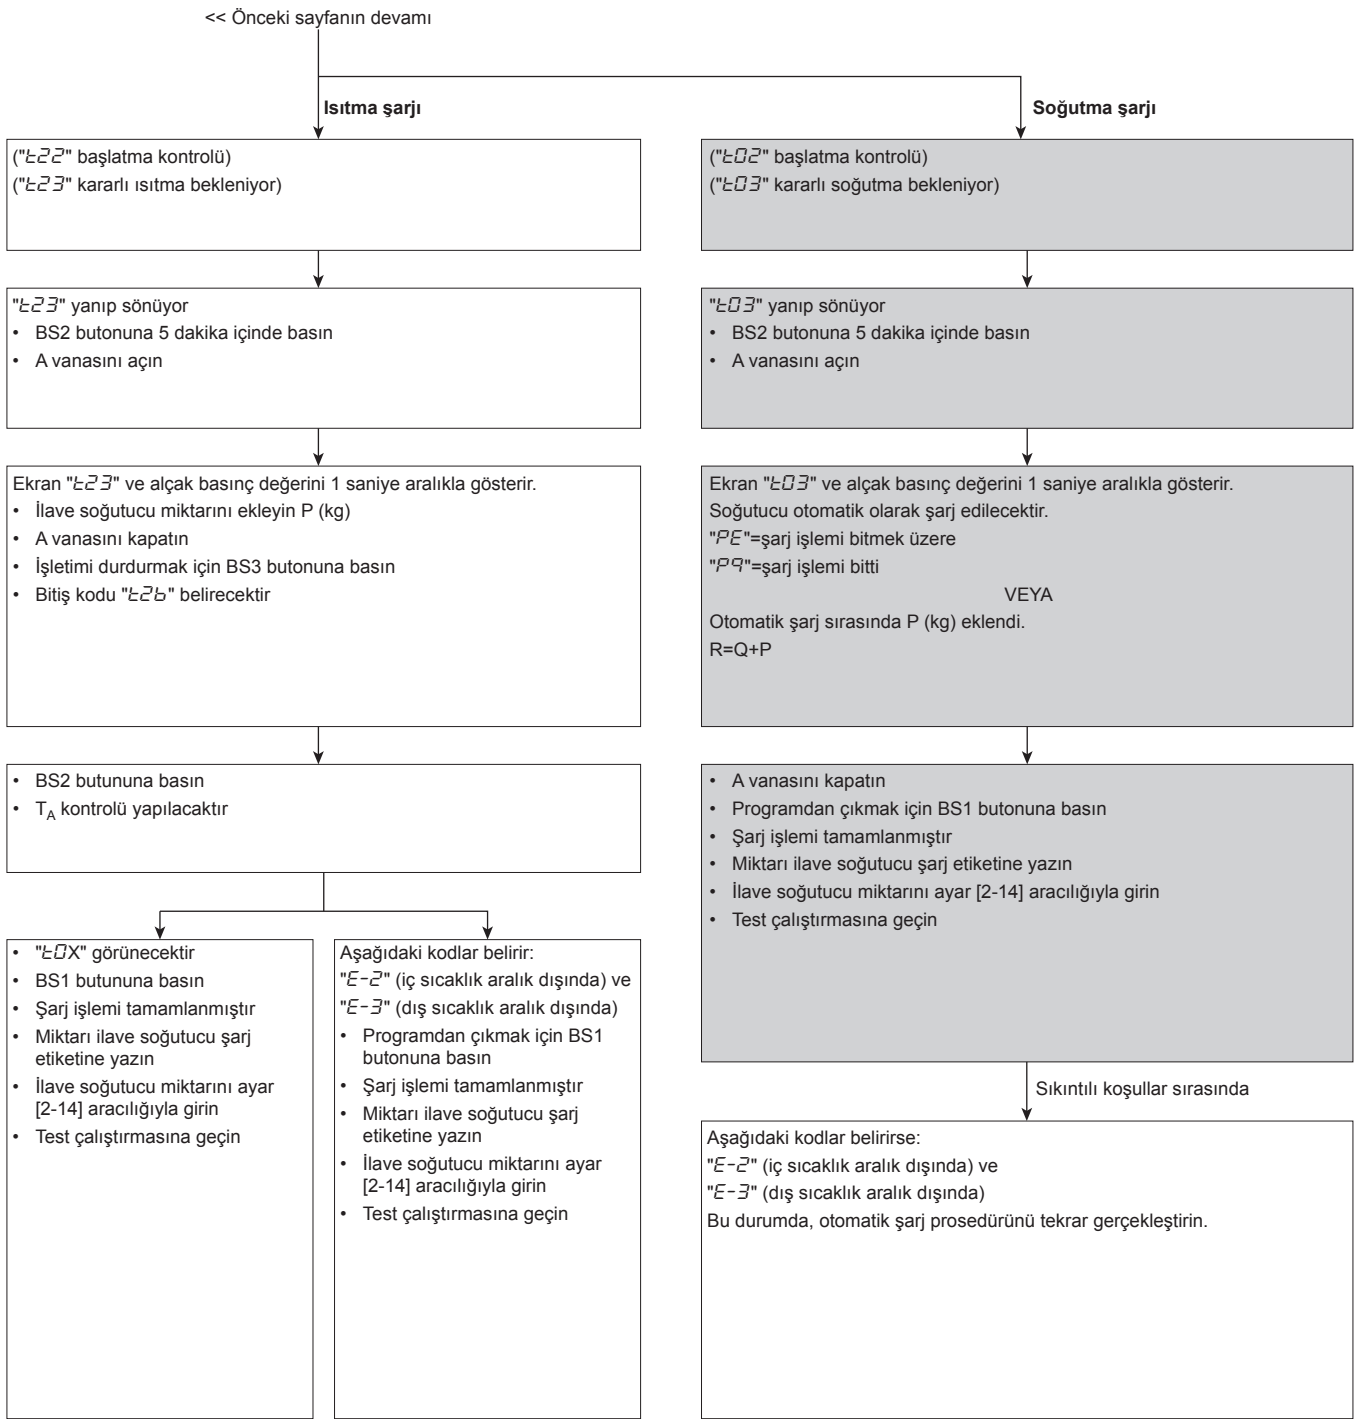 << Önceki sayfanın devamı
Isıtma şarjı
("t22" başlatma kontrolü)
("t23" kararlı ısıtma bekleniyor)
"t23" yanıp sönüyor
• BS2 butonuna 5 dakika içinde basın
• A vanasını açın
Ekran "t23" ve alçak basınç değerini 1 saniye aralıkla gösterir.
• İlave soğutucu miktarını ekleyin P (kg)
• A vanasını kapatın
• İşletimi durdurmak için BS3 butonuna basın
• Bitiş kodu "t26" belirecektir
• BS2 butununa basın
• TA kontrolü yapılacaktır
• "t0X" görünecektir
• BS1 butununa basın
• Şarj işlemi tamamlanmıştır
• Miktarı ilave soğutucu şarj
etiketine yazın
• İlave soğutucu miktarını ayar
[2-14] aracılığıyla girin
• Test çalıştırmasına geçin
Aşağıdaki kodlar belirir:
"E-2" (iç sıcaklık aralık dışında) ve
"E-3" (dış sıcaklık aralık dışında)
• Programdan çıkmak için BS1
butonuna basın
• Şarj işlemi tamamlanmıştır
• Miktarı ilave soğutucu şarj
etiketine yazın
• İlave soğutucu miktarını ayar
[2-14] aracılığıyla girin
• Test çalıştırmasına geçin
Soğutma şarjı
("t02" başlatma kontrolü)
("t03" kararlı soğutma bekleniyor)
"t03" yanıp sönüyor
• BS2 butonuna 5 dakika içinde basın
• A vanasını açın
Ekran "t03" ve alçak basınç değerini 1 saniye aralıkla gösterir.
Soğutucu otomatik olarak şarj edilecektir.
"PE"=şarj işlemi bitmek üzere
"P9"=şarj işlemi bitti
VEYA
Otomatik şarj sırasında P (kg) eklendi.
R=Q+P
• A vanasını kapatın
• Programdan çıkmak için BS1 butonuna basın
• Şarj işlemi tamamlanmıştır
• Miktarı ilave soğutucu şarj etiketine yazın
• İlave soğutucu miktarını ayar [2-14] aracılığıyla girin
• Test çalıştırmasına geçin
Sıkıntılı koşullar sırasında
Aşağıdaki kodlar belirirse:
"E-2" (iç sıcaklık aralık dışında) ve
"E-3" (dış sıcaklık aralık dışında)
Bu durumda, otomatik şarj prosedürünü tekrar gerçekleştirin.